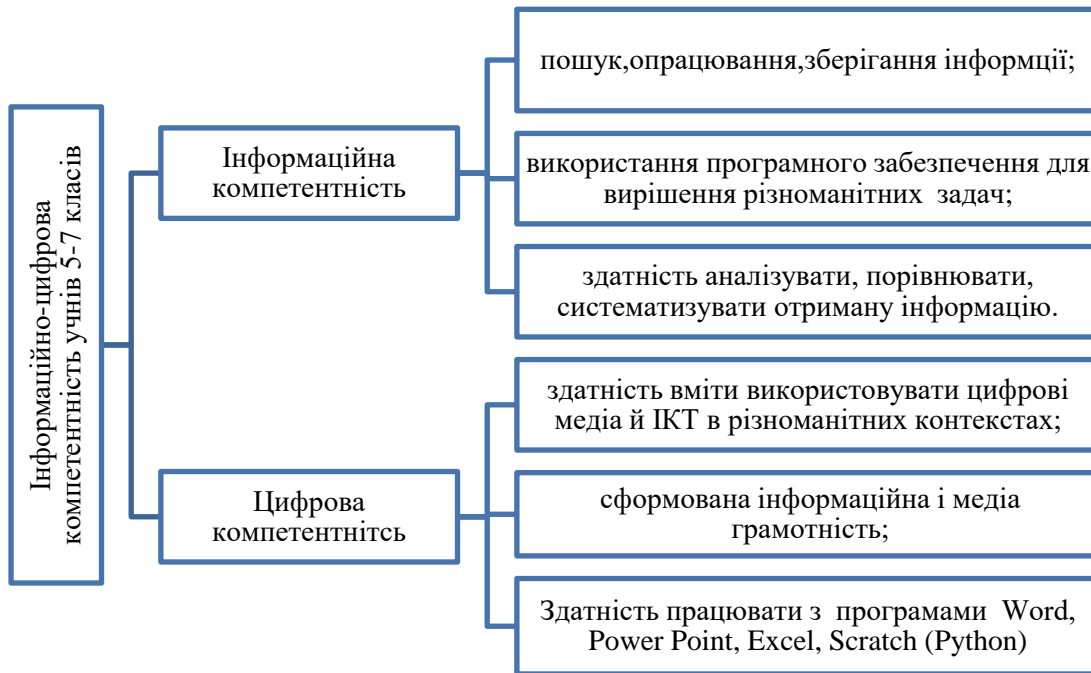 Інформаційно-цифрова
компетентність учнів 5-7 класів
Інформаційна
компетентність
пошук,опрацювання,зберігання інформції;
використання програмного забезпечення для
вирішення різноманітних задач;
здатність аналізувати, порівнювати,
систематизувати отриману інформацію.
Цифрова
компетентнітсь
здатність вміти використовувати цифрові
медіа й ІКТ в різноманітних контекстах;
сформована інформаційна і медіа
грамотність;
Здатність працювати з програмами Word,
Power Point, Excel, Scratch (Python)